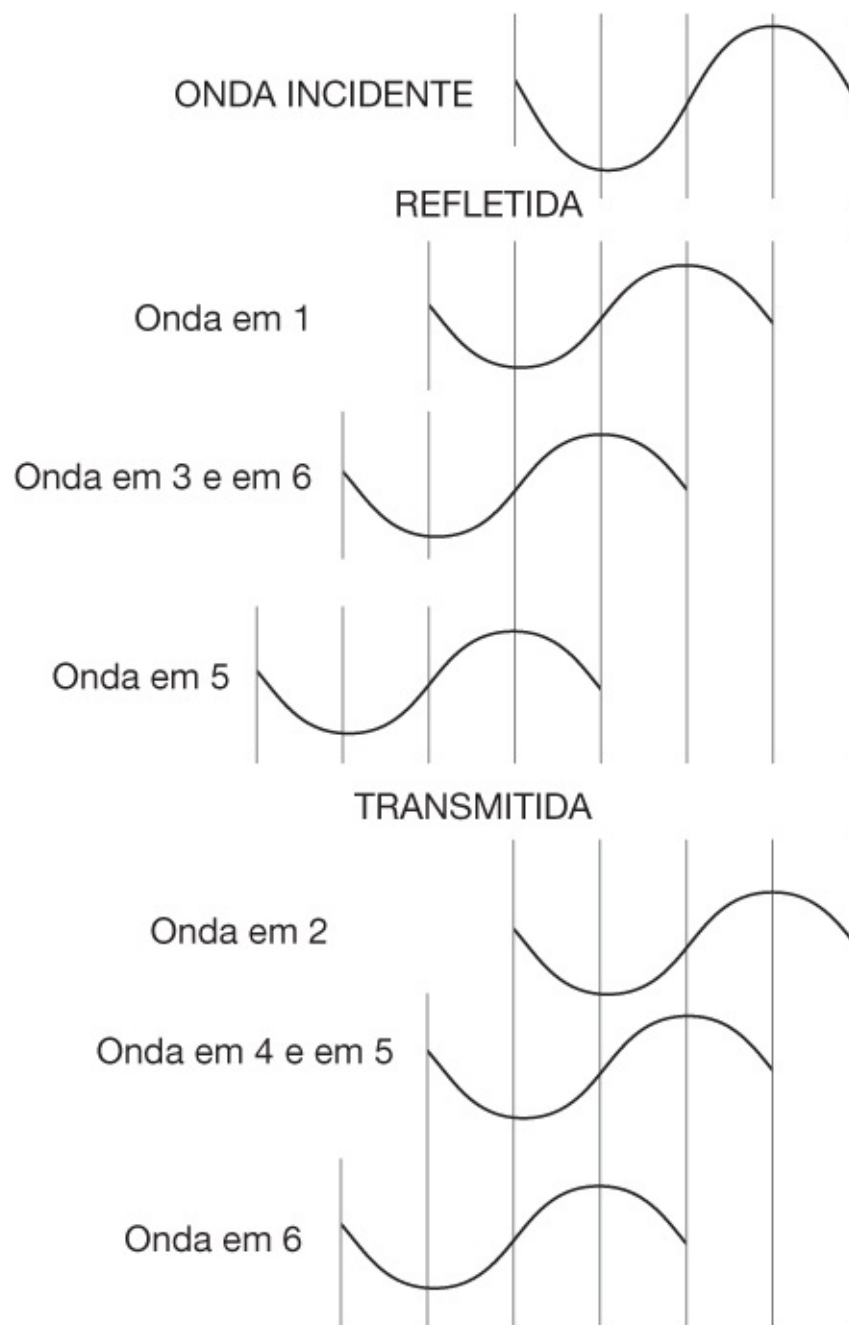 ONDA INCIDENTE
REFLETIDA
Onda em 1
Onda em 3 e em 6
Onda em 5
TRANSMITIDA
Onda em 2
Onda em 4 e em 5
Onda em 6